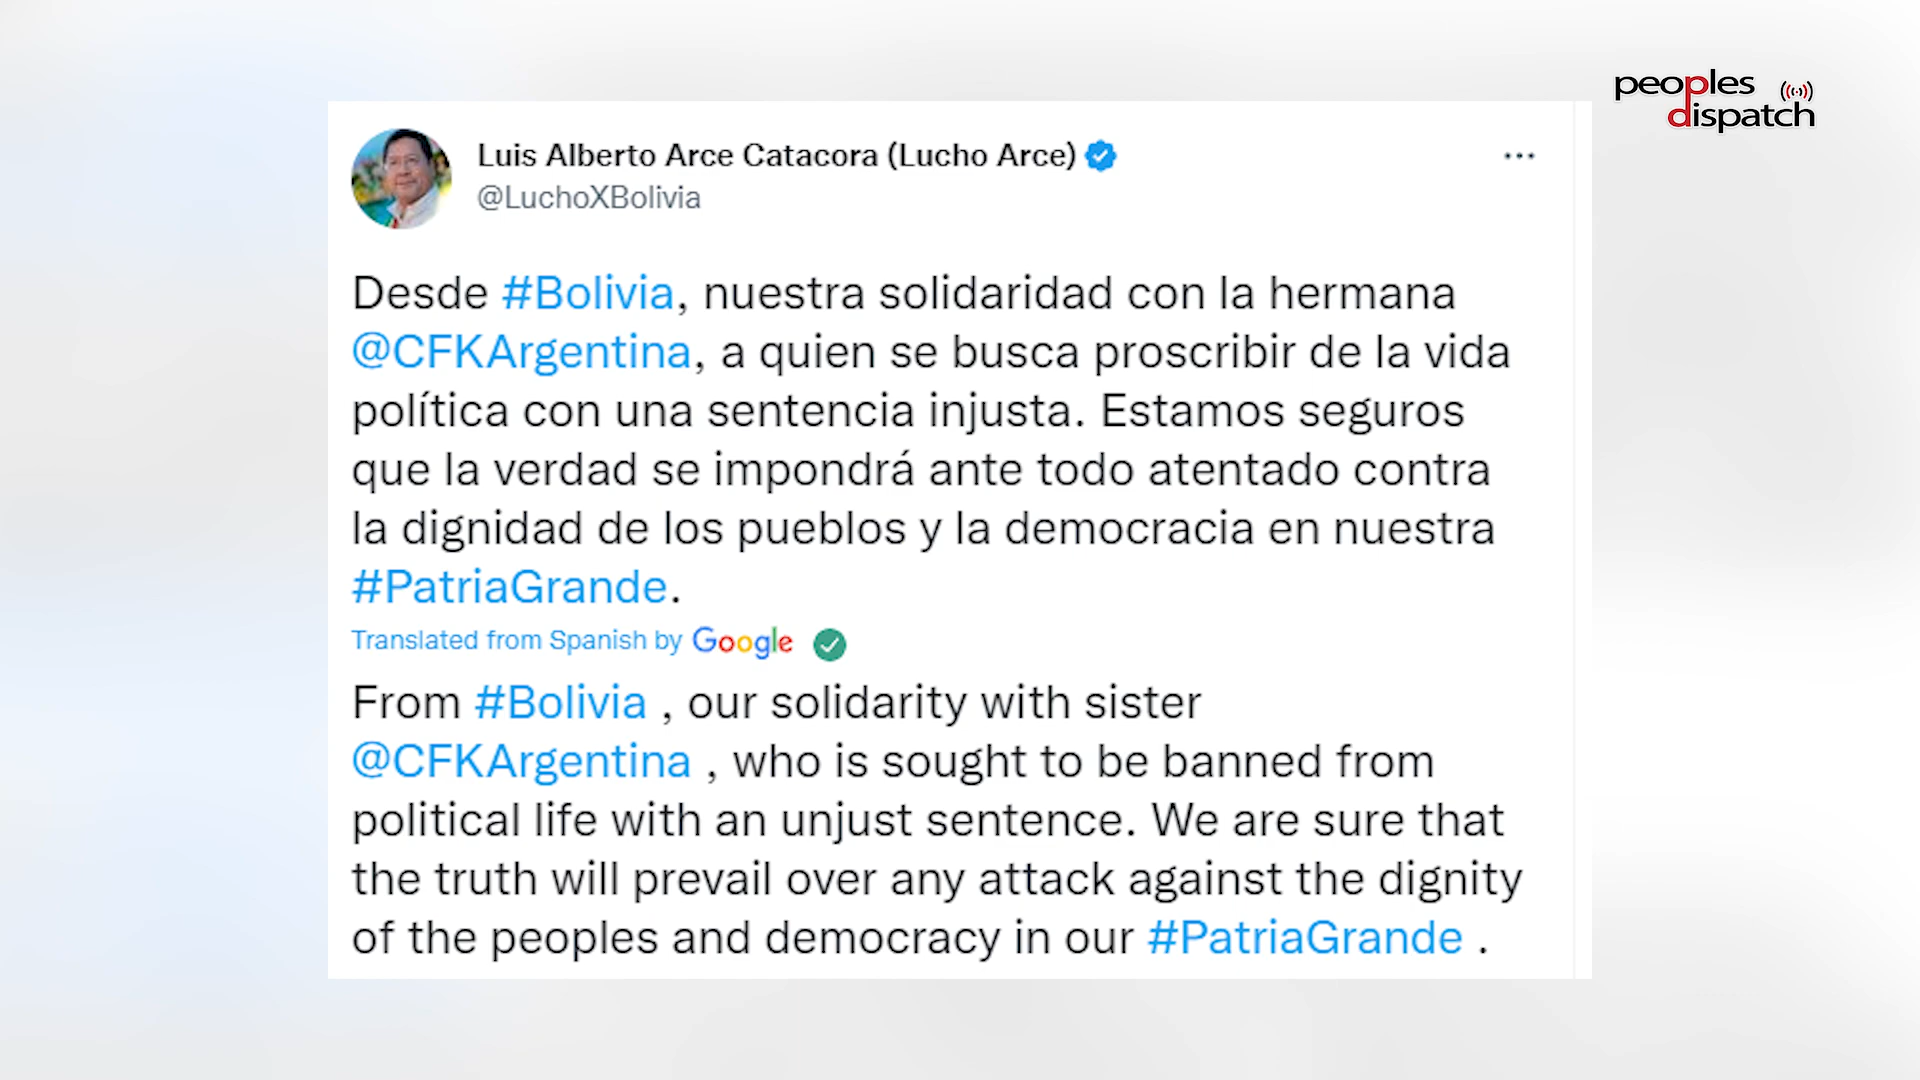 peoples
dispatch
Luis Alberto Arce Catacora (Lucho Arce)
@LuchoXBolivia
Desde #Bolivia, nuestra solidaridad con la hermana
@CFKArgentina, a quien se busca proscribir de la vida
política con una sentencia injusta. Estamos seguros
que la verdad se impondrá ante todo atentado contra
la dignidad de los pueblos y la democracia en nuestra
#PatriaGrande.
Translated from Spanish by Google
From #Bolivia , our solidarity with sister
@CFKArgentina , who is sought to be banned from
political life with an unjust sentence. We are sure that
the truth will prevail over any attack against the dignity
of the peoples and democracy in our #PatriaGrande .